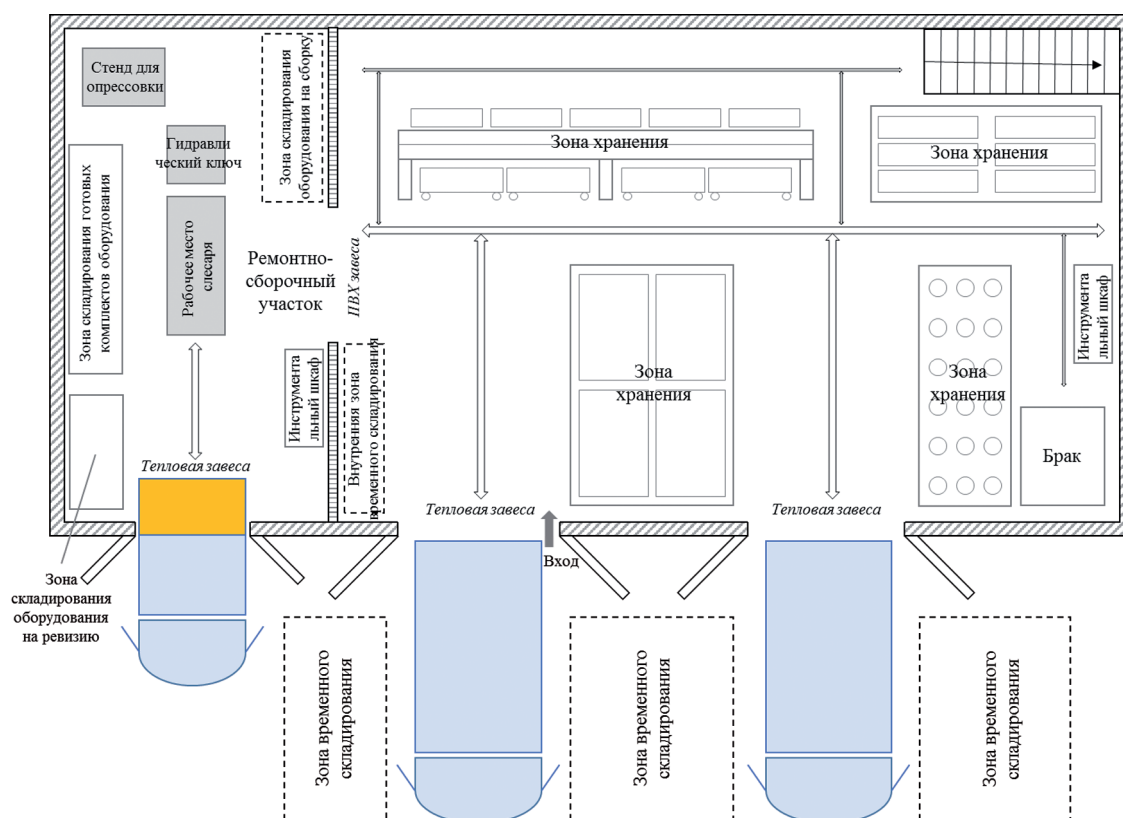 Стенд для
опрессовки
Гидравли
ческий ключ
Зона складирования
оборудования на сборку
Зона хранения
Зона хранения
Зона складирования готовых
комплектов оборудования
Рабочее место
слесаря
Ремонтно-
сборочный
участок
ПВХ завеса
Инструмента
льный шкаф
Инструмента
льный шкаф
Внутренняя зона
временного складирования
Зона
хранения
Зона
хранения
Брак
Тепловая завеса
Тепловая завеса
Тепловая завеса
Вход
Зона
складирования
оборудования
на ревизию
Зона временного
складирования
Зона временного
складирования
Зона временного
складирования